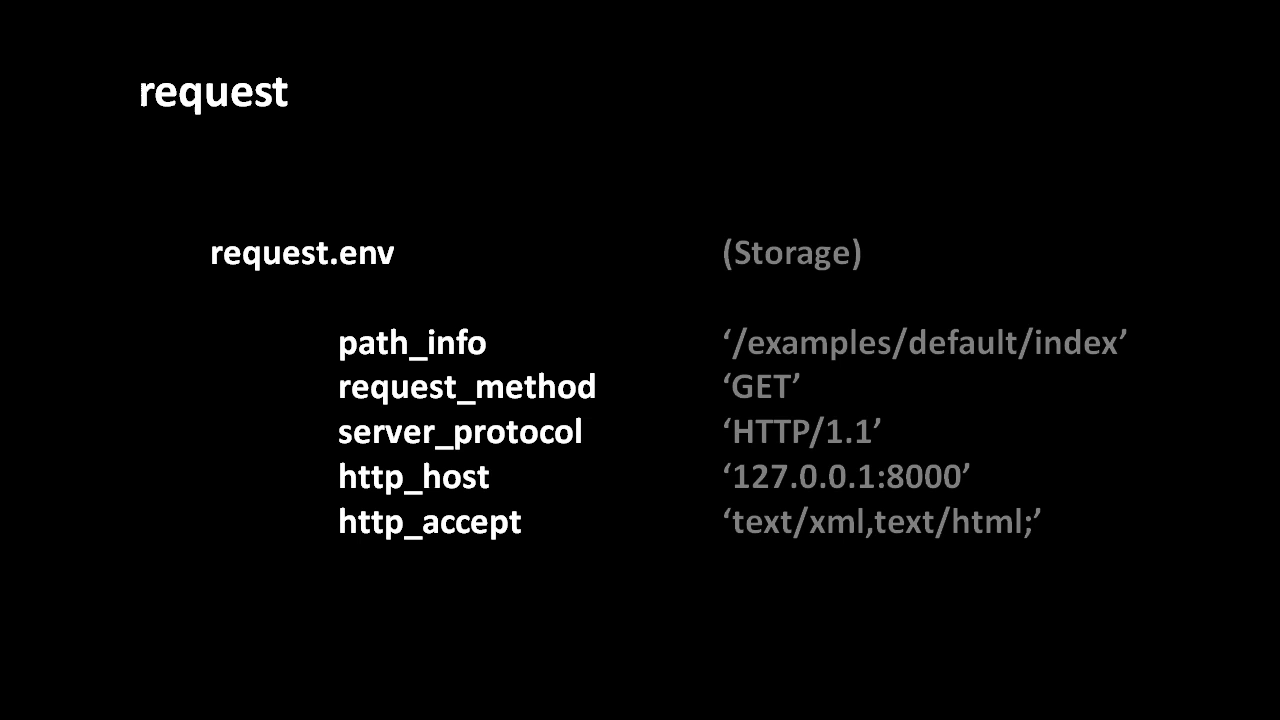 request
request.env (Storage)
path_info ‘/examples/default/index’
request_method ‘GET’
server_protocol ‘HTTP/1.1’
http_host ‘127.0.0.1:8000’
http_accept ‘text/xml,text/html;’